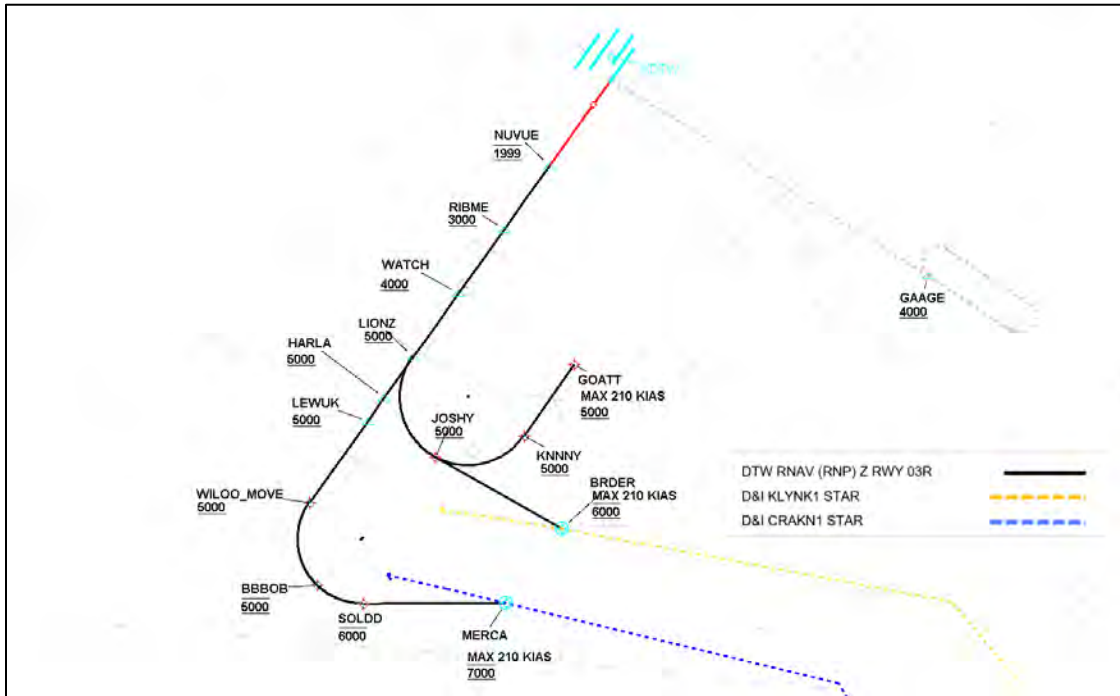 KDTW
NUVUE
1999
RIBME
3000
WATCH
4000
GAAGE
4000
LIONZ
5000
HARLA
5000
GOATT
MAX 210 KIAS
5000
LEWUK
5000
JOSHY
5900
KNNNY
5000
DTW RNAV (RNP) Z RWY 03R
D&I KLYNK1 STAR
D&I CRAKN1 STAR
BRDER
MAX 210 KIAS
6000
WILOO_MOVE
5000
BBBOB
5000
SOLDD
6000
MERCA
MAX 210 KIAS
7000